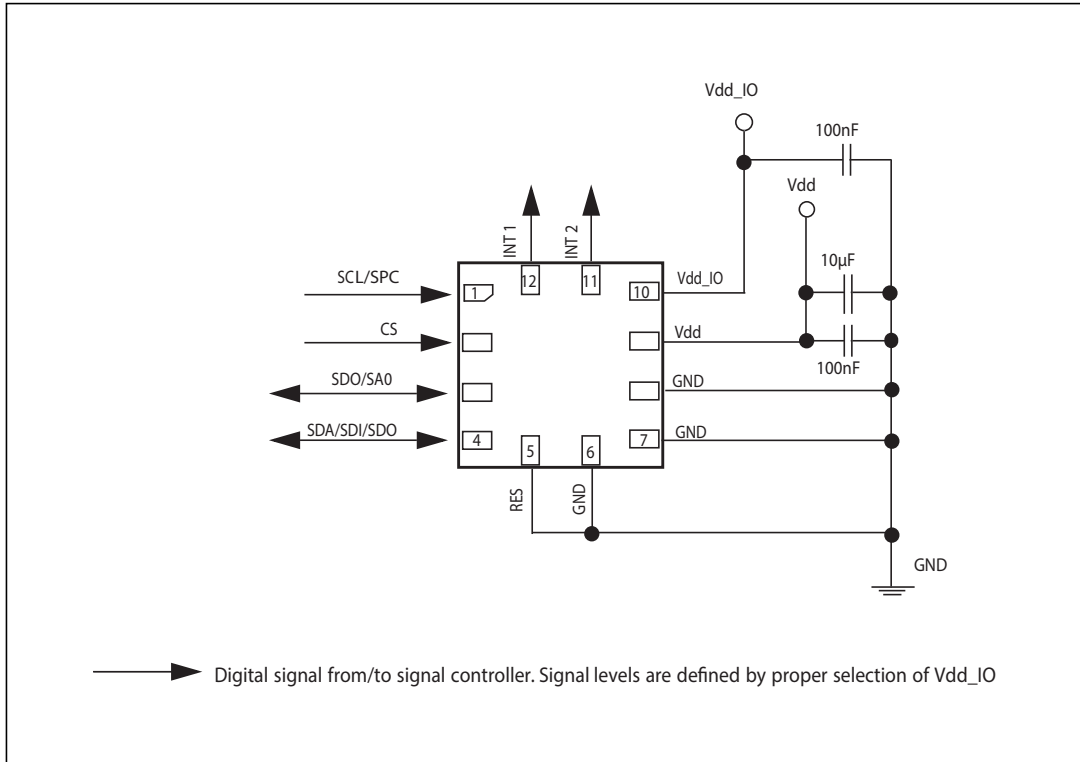 Vdd_IO
100nF
Vdd
INT 1
INT 2
10µF
SCL/SPC
1
12
11
10
Vdd_IO
CS
Vdd
100nF
SDO/SA0
GND
SDA/SDI/SDO
4
5
6
7
GND
RES
GND
GND
Digital signal from/to signal controller. Signal levels are defined by proper selection of Vdd_IO